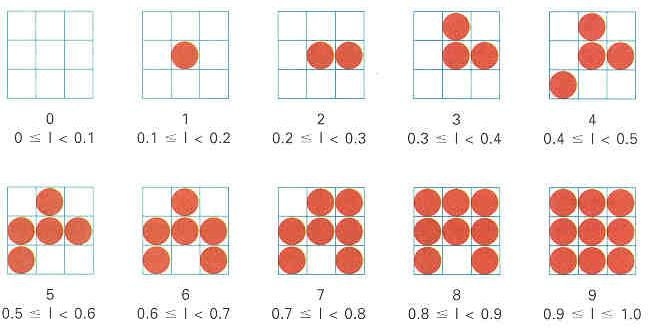 0 1 2 3 4
0 ≤ I < 0.1 0.1 ≤ I < 0.2 0.2 ≤ I < 0.3 0.3 ≤ I < 0.4 0.4 ≤ I < 0.5
5 6 7 8 9
0.5 ≤ I < 0.6 0.6 ≤ I < 0.7 0.7 ≤ I < 0.8 0.8 ≤ I < 0.9 0.9 ≤ I ≤ 1.0